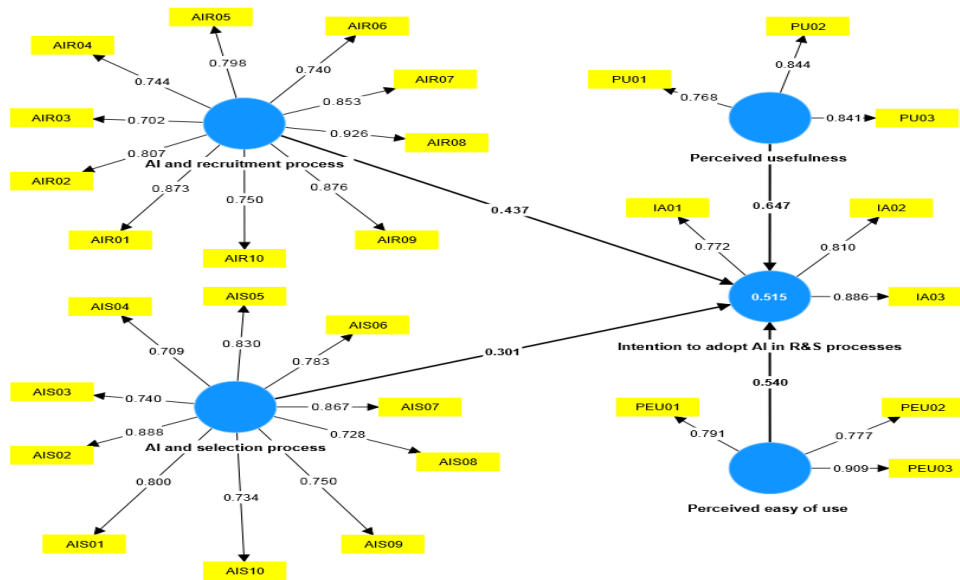 AIR05
PU02
AIR04
AIR06
0.798
0.740
0.844
0.744
AIR07
PU01
0.853
0.768
AIR03
0.702
0.926
AIR08
0.841
PU03
0.807
AI and recruitment process
Perceived usefulness
AIR02
0.873
0.750
0.876
0.437
0.647
IA01
IA02
AIR01
AIR10
AIR09
0.772
0.810
0.515
0.886
IA03
AIS05
AIS04
AIS06
0.830
0.709
0.783
0.301
Intention to adopt AI in R&S processes
0.540
AIS03
0.740
0.867
AIS07
PEU01
PEU02
0.888
0.728
0.791
0.777
AIS02
AI and selection process
AIS08
0.909
PEU03
0.800
0.734
0.750
Perceived easy of use
AIS01
AIS10
AIS09